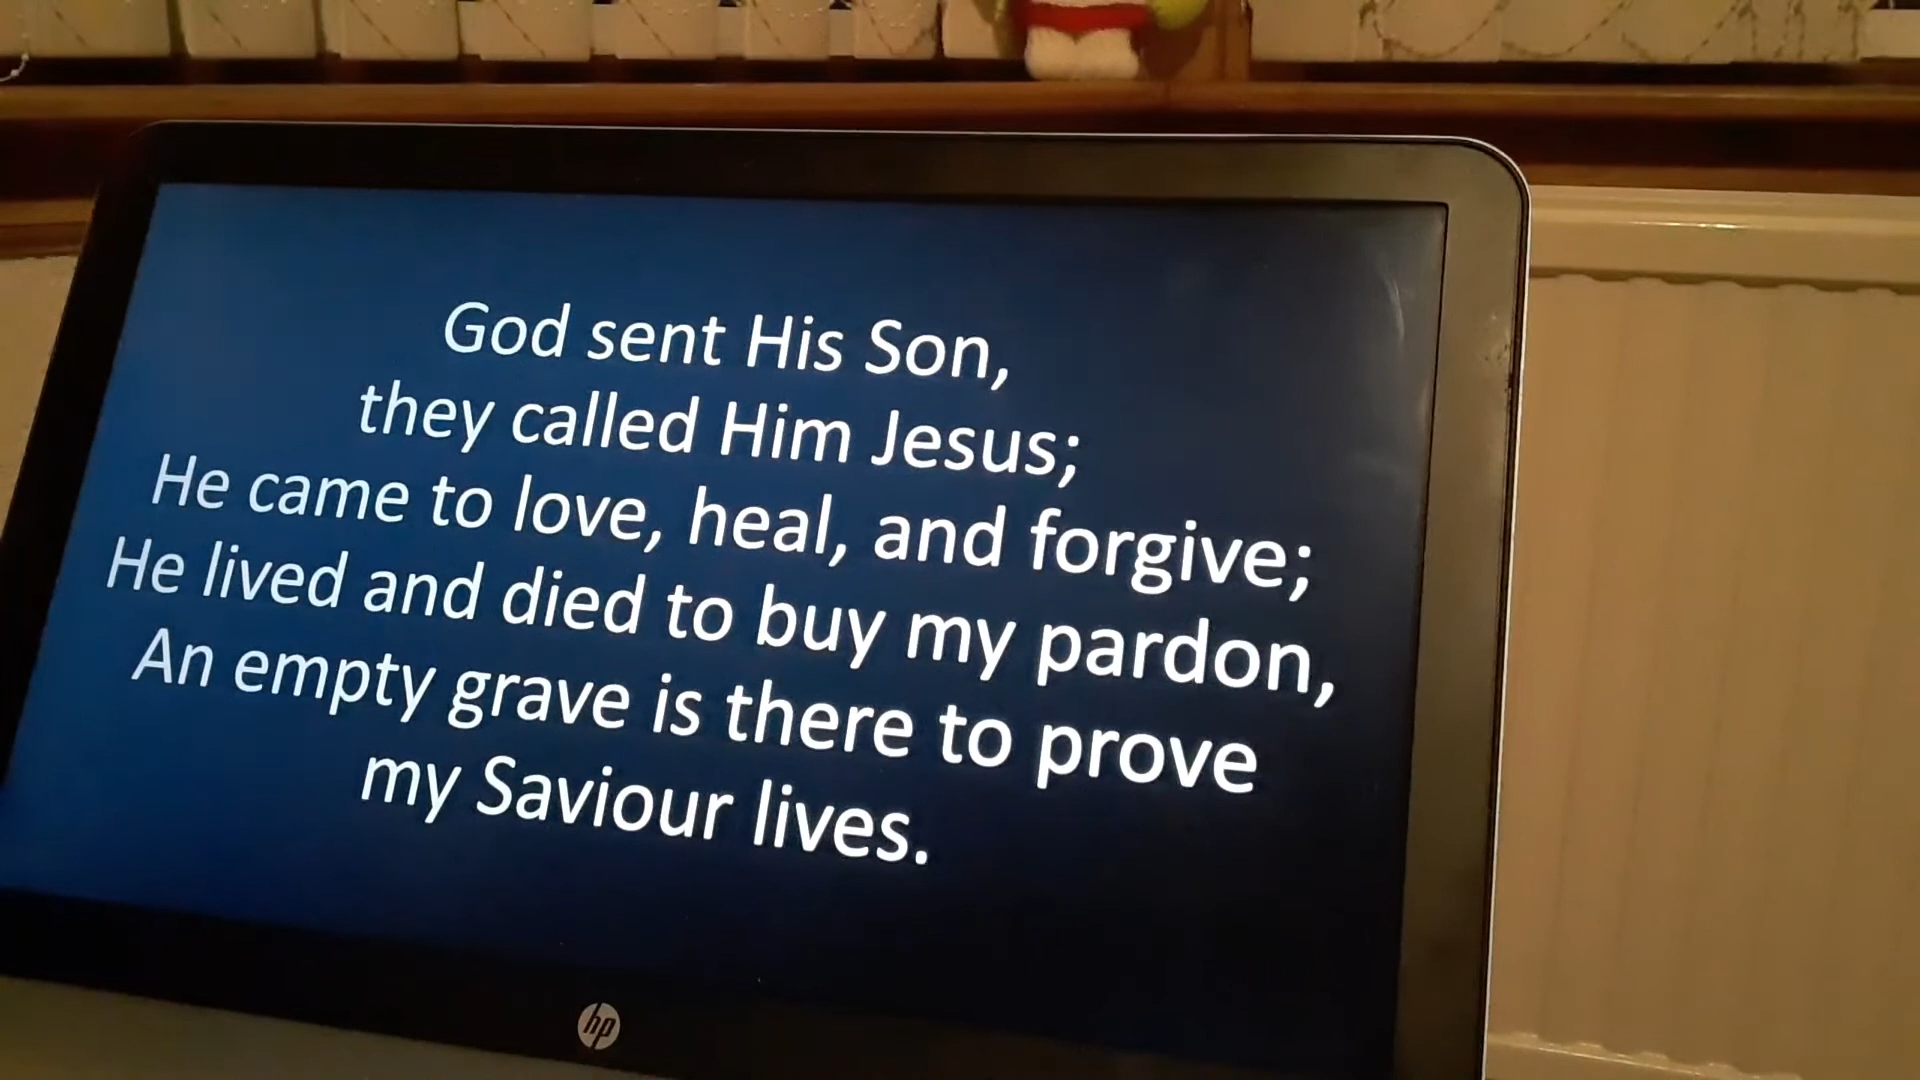 God sent His Son,
they called Him Jesus;
He came to love, heal, and forgive;
He lived and died to buy my pardon,
An empty grave is there to prove
my Saviour lives.
hp